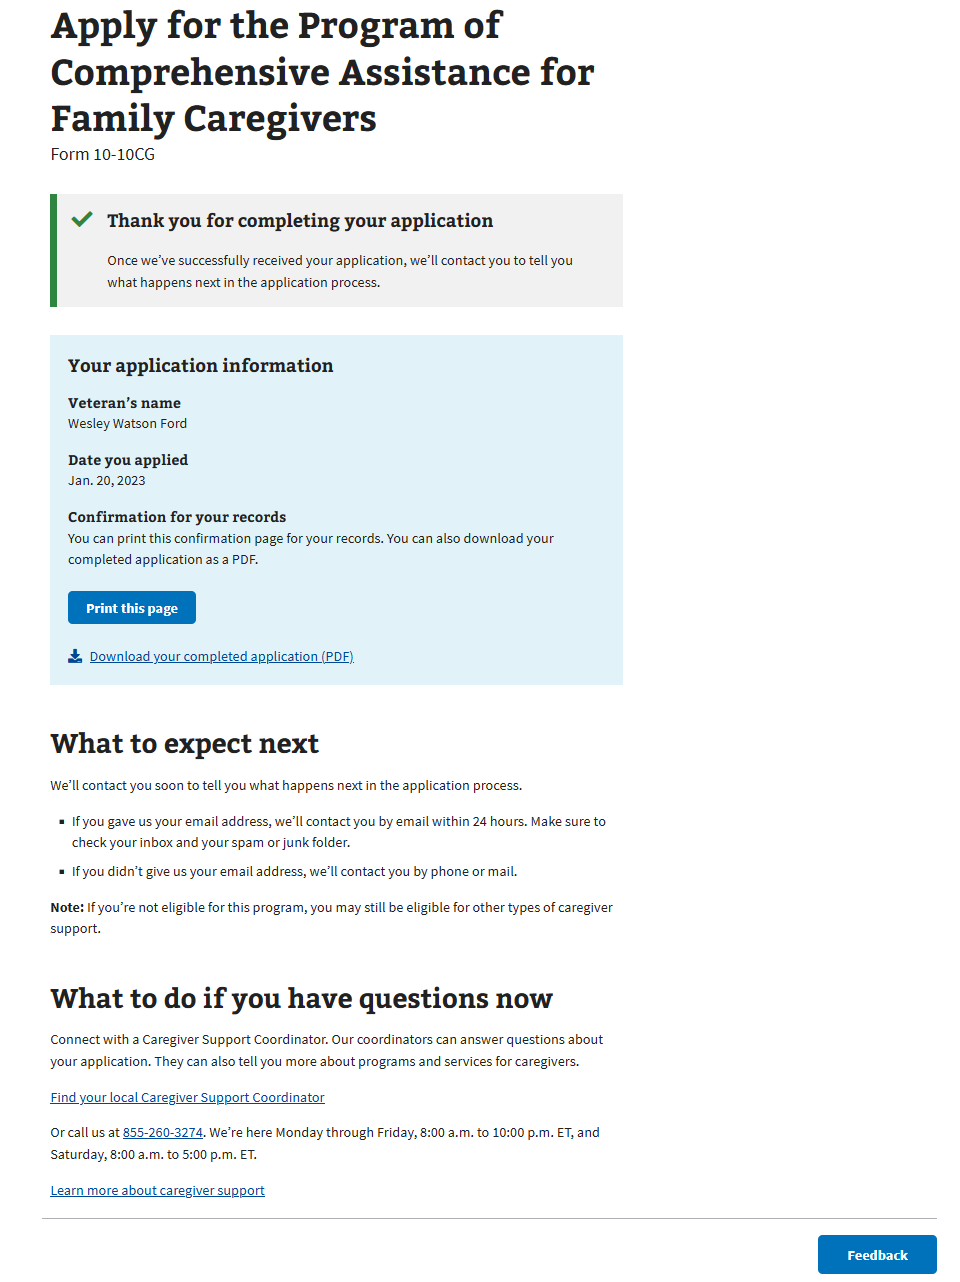 Apply for the Program of
Comprehensive Assistance for
Family Caregivers
Form 10-10CG
Thank you for completing your application
Once we’ve successfully received your application, we’ll contact you to tell you
what happens next in the application process.
Your application information
Veteran’s name
Wesley Watson Ford
Date you applied
Jan. 20, 2023
Confirmation for your records
You can print this confirmation page for your records. You can also download your
completed application as a PDF.
Print this page
Download your completed application (PDF)
What to expect next
We’ll contact you soon to tell you what happens next in the application process.
If you gave us your email address, we’ll contact you by email within 24 hours. Make sure to
check your inbox and your spam or junk folder.
If you didn’t give us your email address, we’ll contact you by phone or mail.
Note: If you’re not eligible for this program, you may still be eligible for other types of caregiver
support.
What to do if you have questions now
Connect with a Caregiver Support Coordinator. Our coordinators can answer questions about
your application. They can also tell you more about programs and services for caregivers.
Find your local Caregiver Support Coordinator
Or call us at 855-260-3274. We’re here Monday through Friday, 8:00 a.m. to 10:00 p.m. ET, and
Saturday, 8:00 a.m. to 5:00 p.m. ET.
Learn more about caregiver support
Feedback